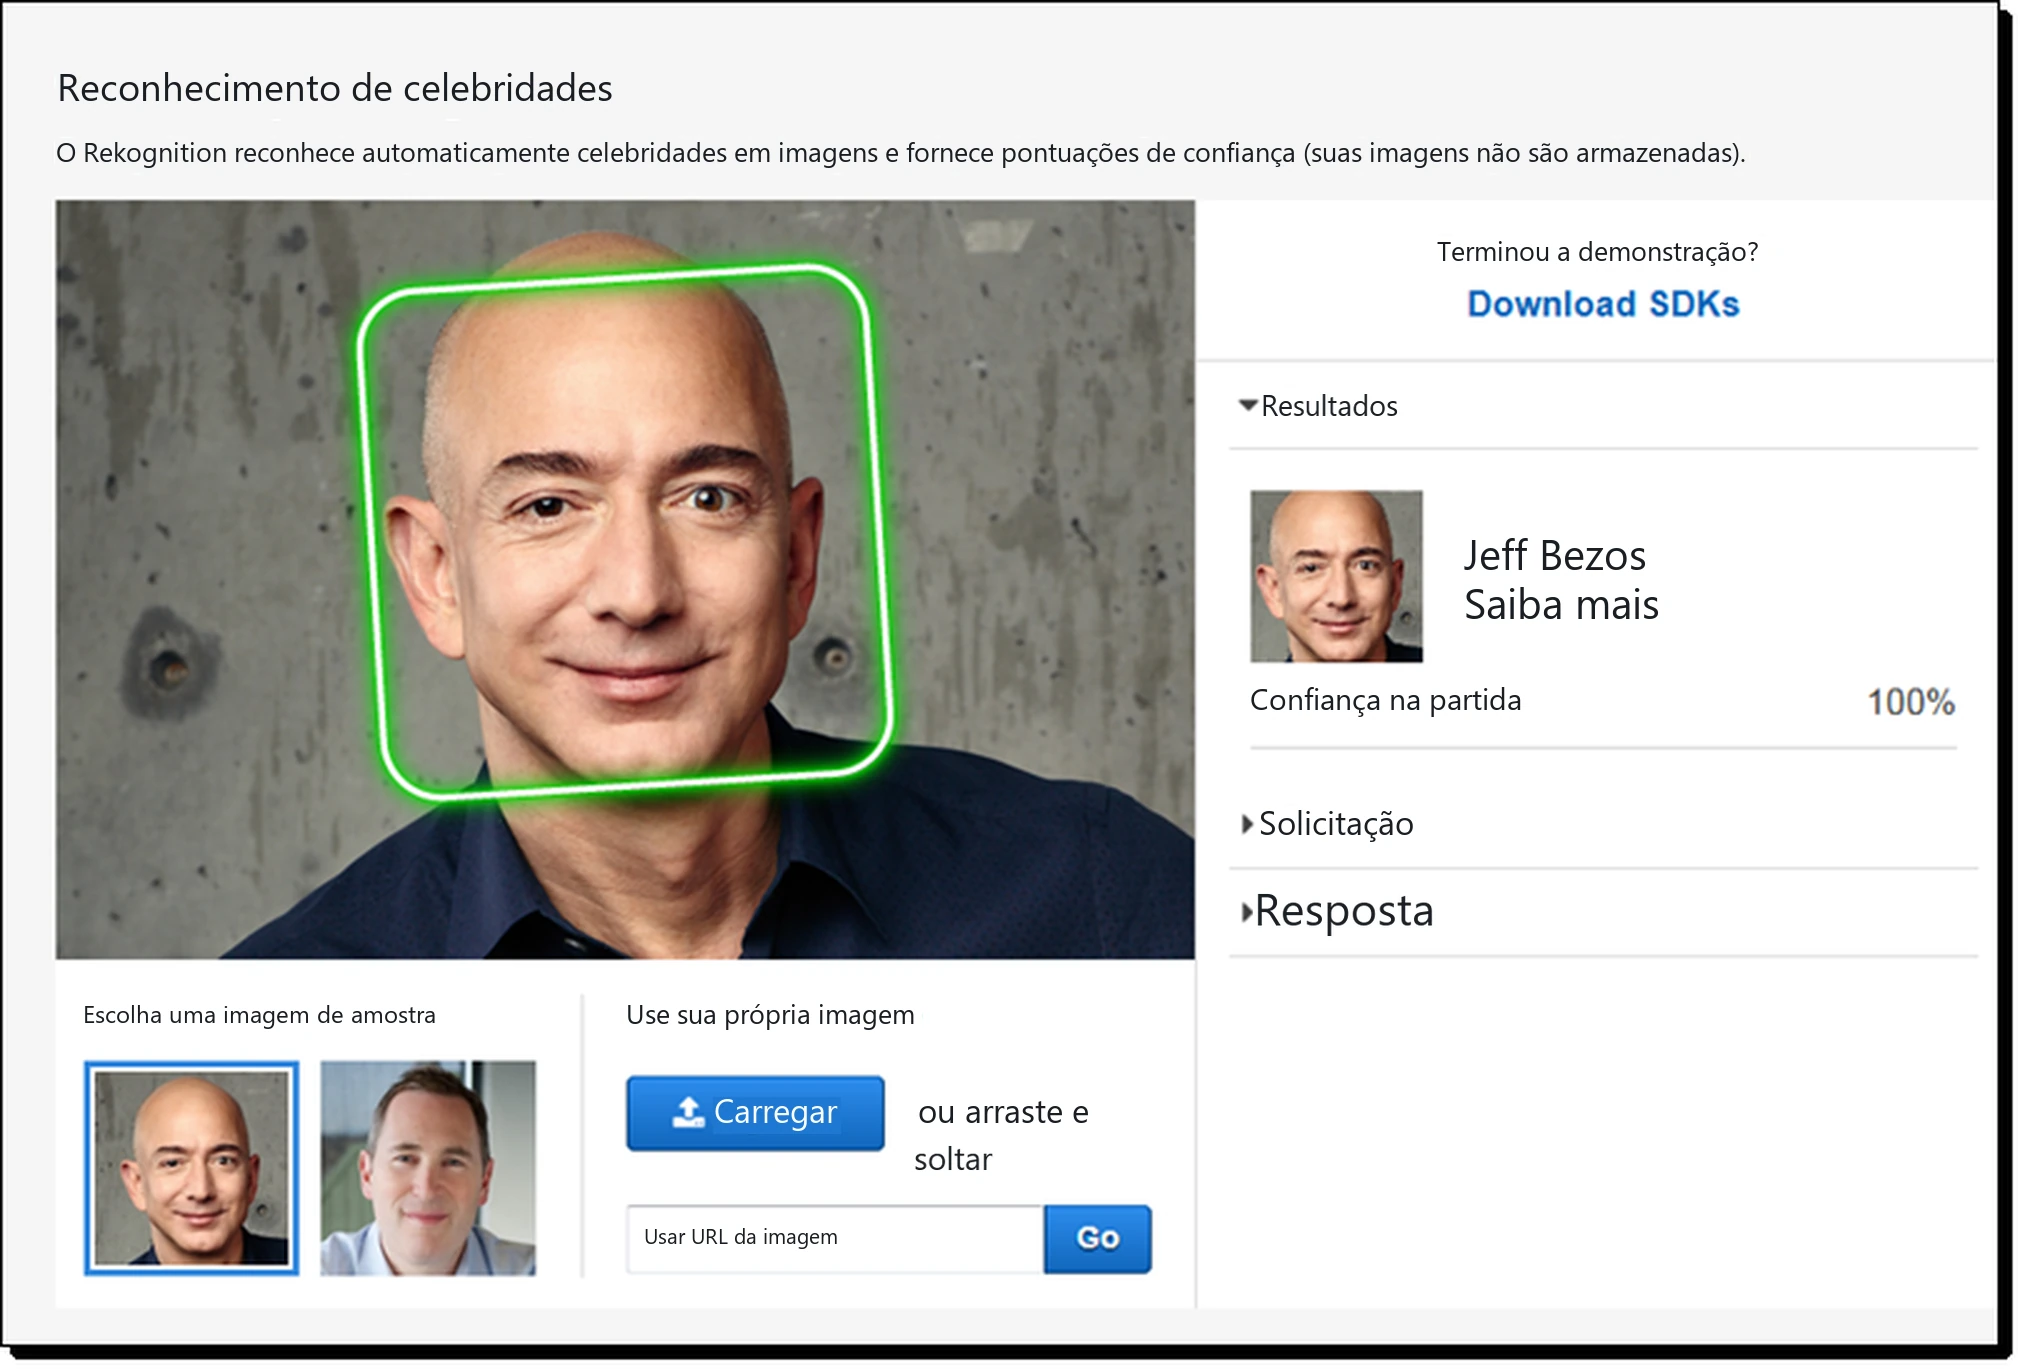 Reconhecimento de celebridades
O Rekognition reconhece automaticamente celebridades em imagens e fornece pontuações de confiança (suas imagens não são armazenadas).
Terminou a demonstração?
Download SDKs
Resultados
Jeff Bezos
Saiba mais
Confiança na partida 100%
Solicitação
Resposta
Escolha uma imagem de amostra
Use sua própria imagem
Carregar
ou arraste e
soltar
Usar URL da imagem
Go